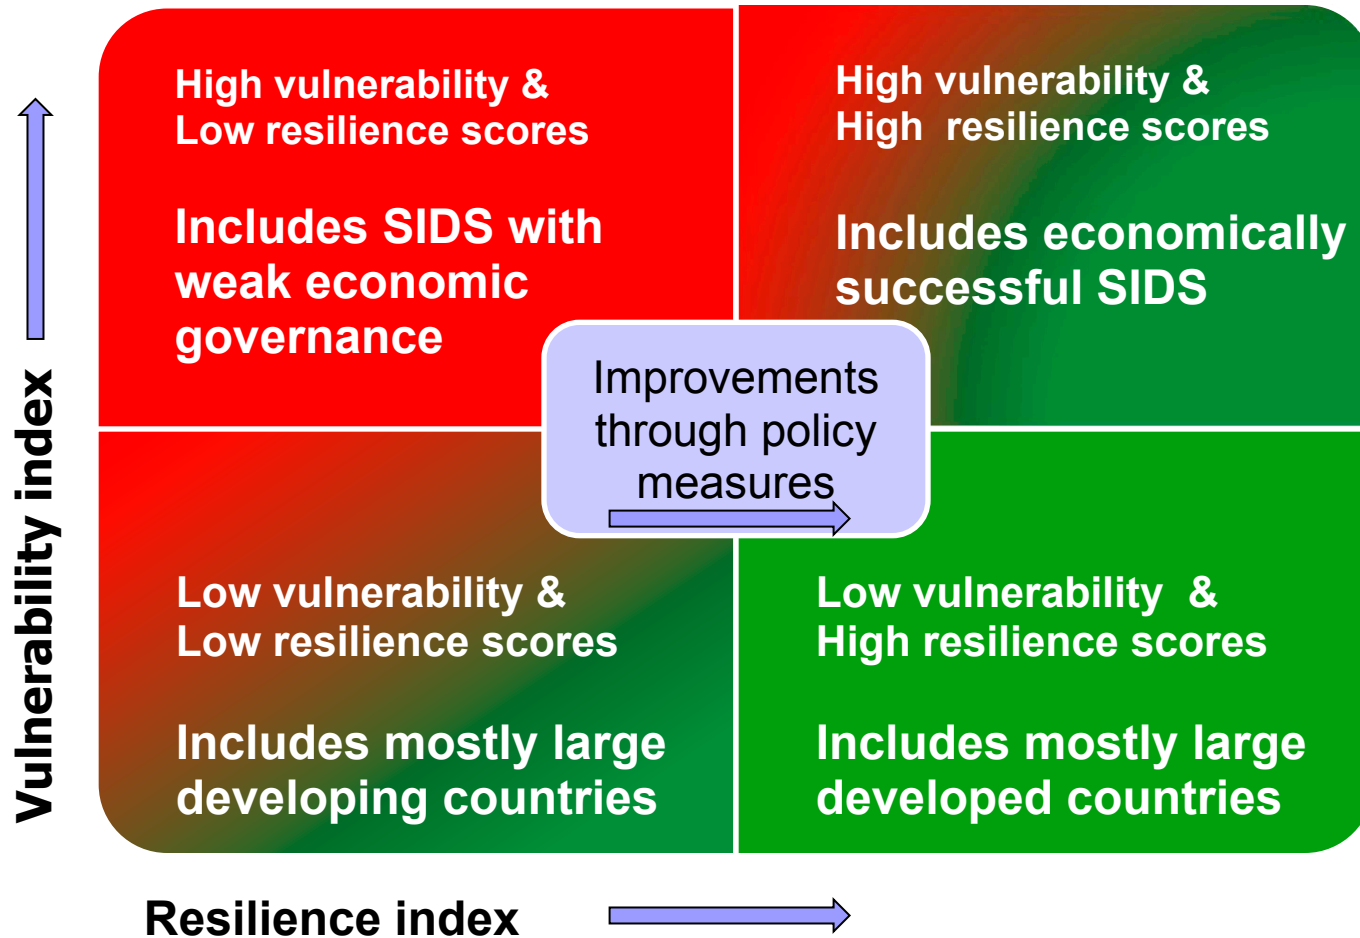 High vulnerability &
Low resilience scores
Includes SIDS with
weak economic
governance
High vulnerability &
High  resilience scores
Includes economically
successful SIDS
Improvements
through policy
measures
Low vulnerability &
Low resilience scores
Includes mostly large
developing countries
Low vulnerability  &
High resilience scores
Includes mostly large
developed countries
Vulnerability index
Resilience index